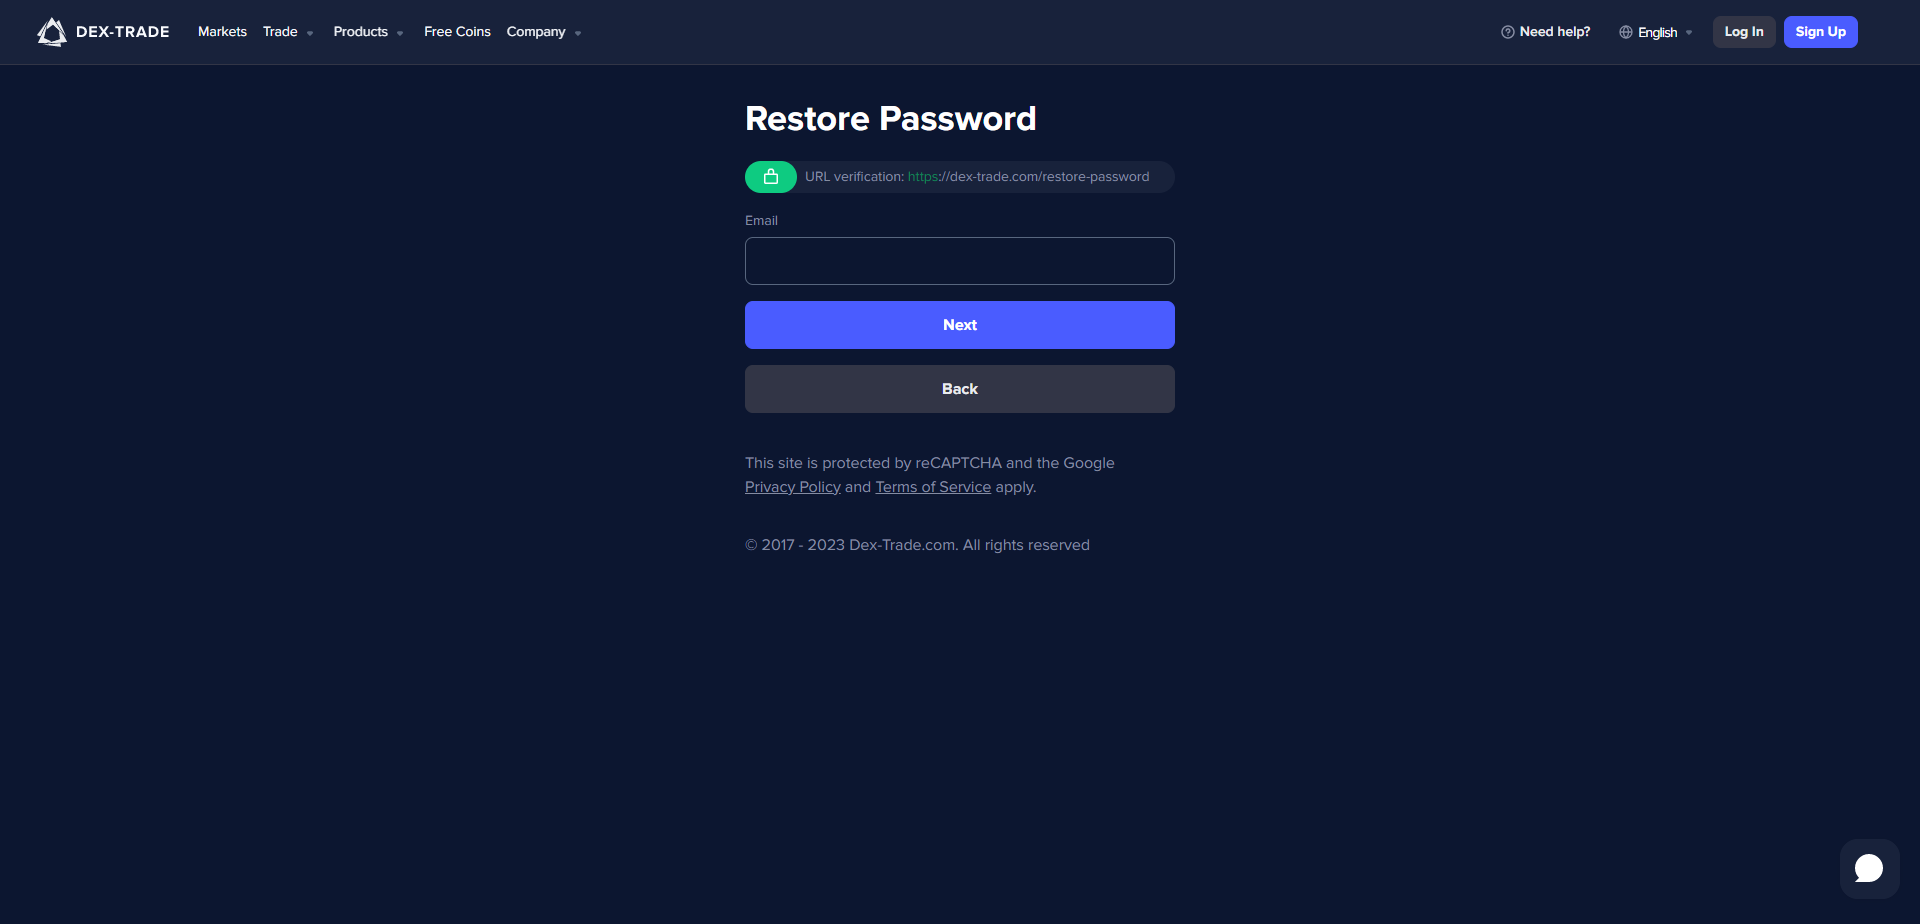 DEX-TRADE Markets Trade Products Free Coins Company Need help? English Log In Sign Up
Restore Password
URL verification: https://dex-trade.com/restore-password
Email
Next
Back
This site is protected by reCAPTCHA and the Google
Privacy Policy and Terms of Service apply.
© 2017 - 2023 Dex-Trade.com. All rights reserved